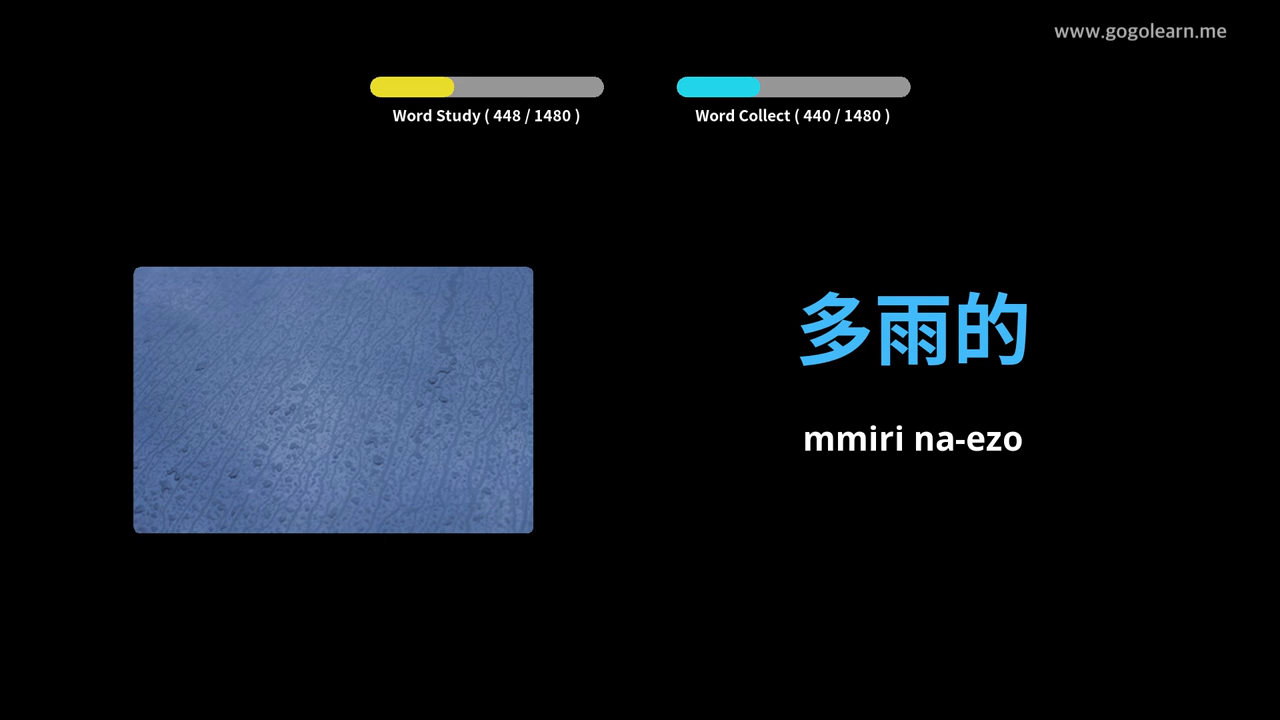 www.gogolearn.me
Word Study ( 448 / 1480 )
Word Collect ( 440 / 1480 )
多雨的
mmiri na-ezo